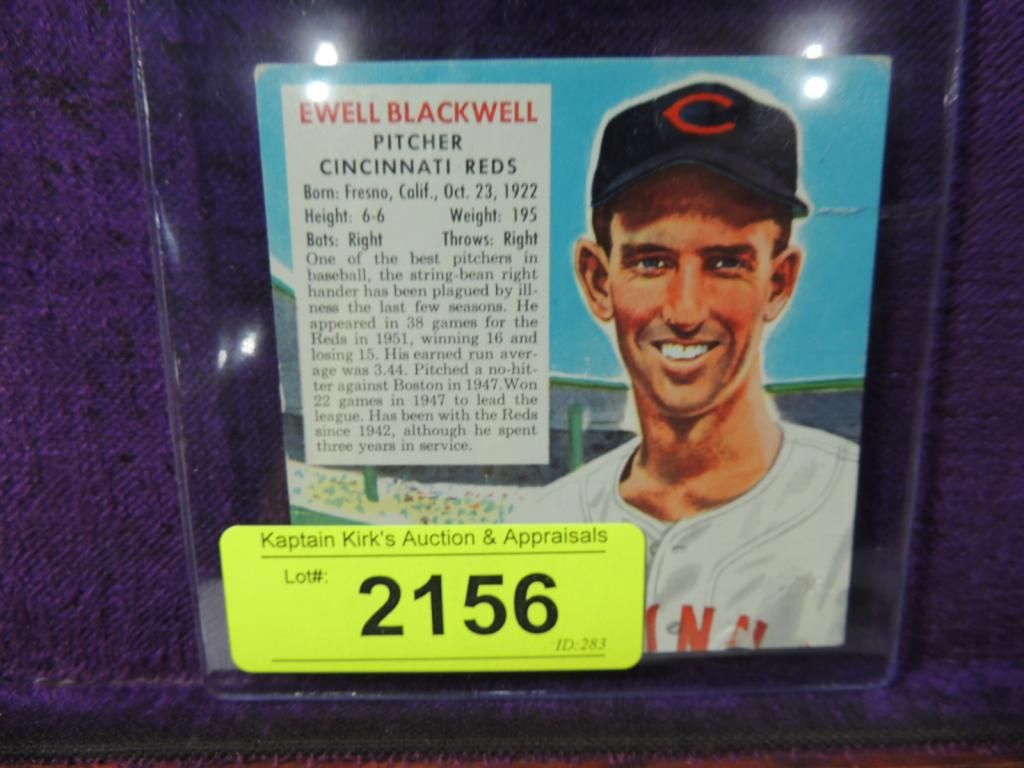 C
EWELL BLACKWELL
PITCHER
CINCINNATI REDS
Born: Fresno, Calif., Oct. 23, 1922
Height: 6-6 Weight: 195
Bats: Right Throws: Right
One of the best pitchers in
baseball, the string-bean right
hander has been plagued by ill-
ness the last few seasons. He
appeared in 38 games for the
Reds in 1951, winning 16 and
losing 15. His earned run aver-
age was 3.44. Pitched a no-hit-
ter against Boston in 1947. Won
22 games in 1947 to lead the
league. Has been with the Reds
since 1942, although he spent
three years in service.
Kaptain Kirk's Auction & Appraisals
Lot#: 2156
ID:283